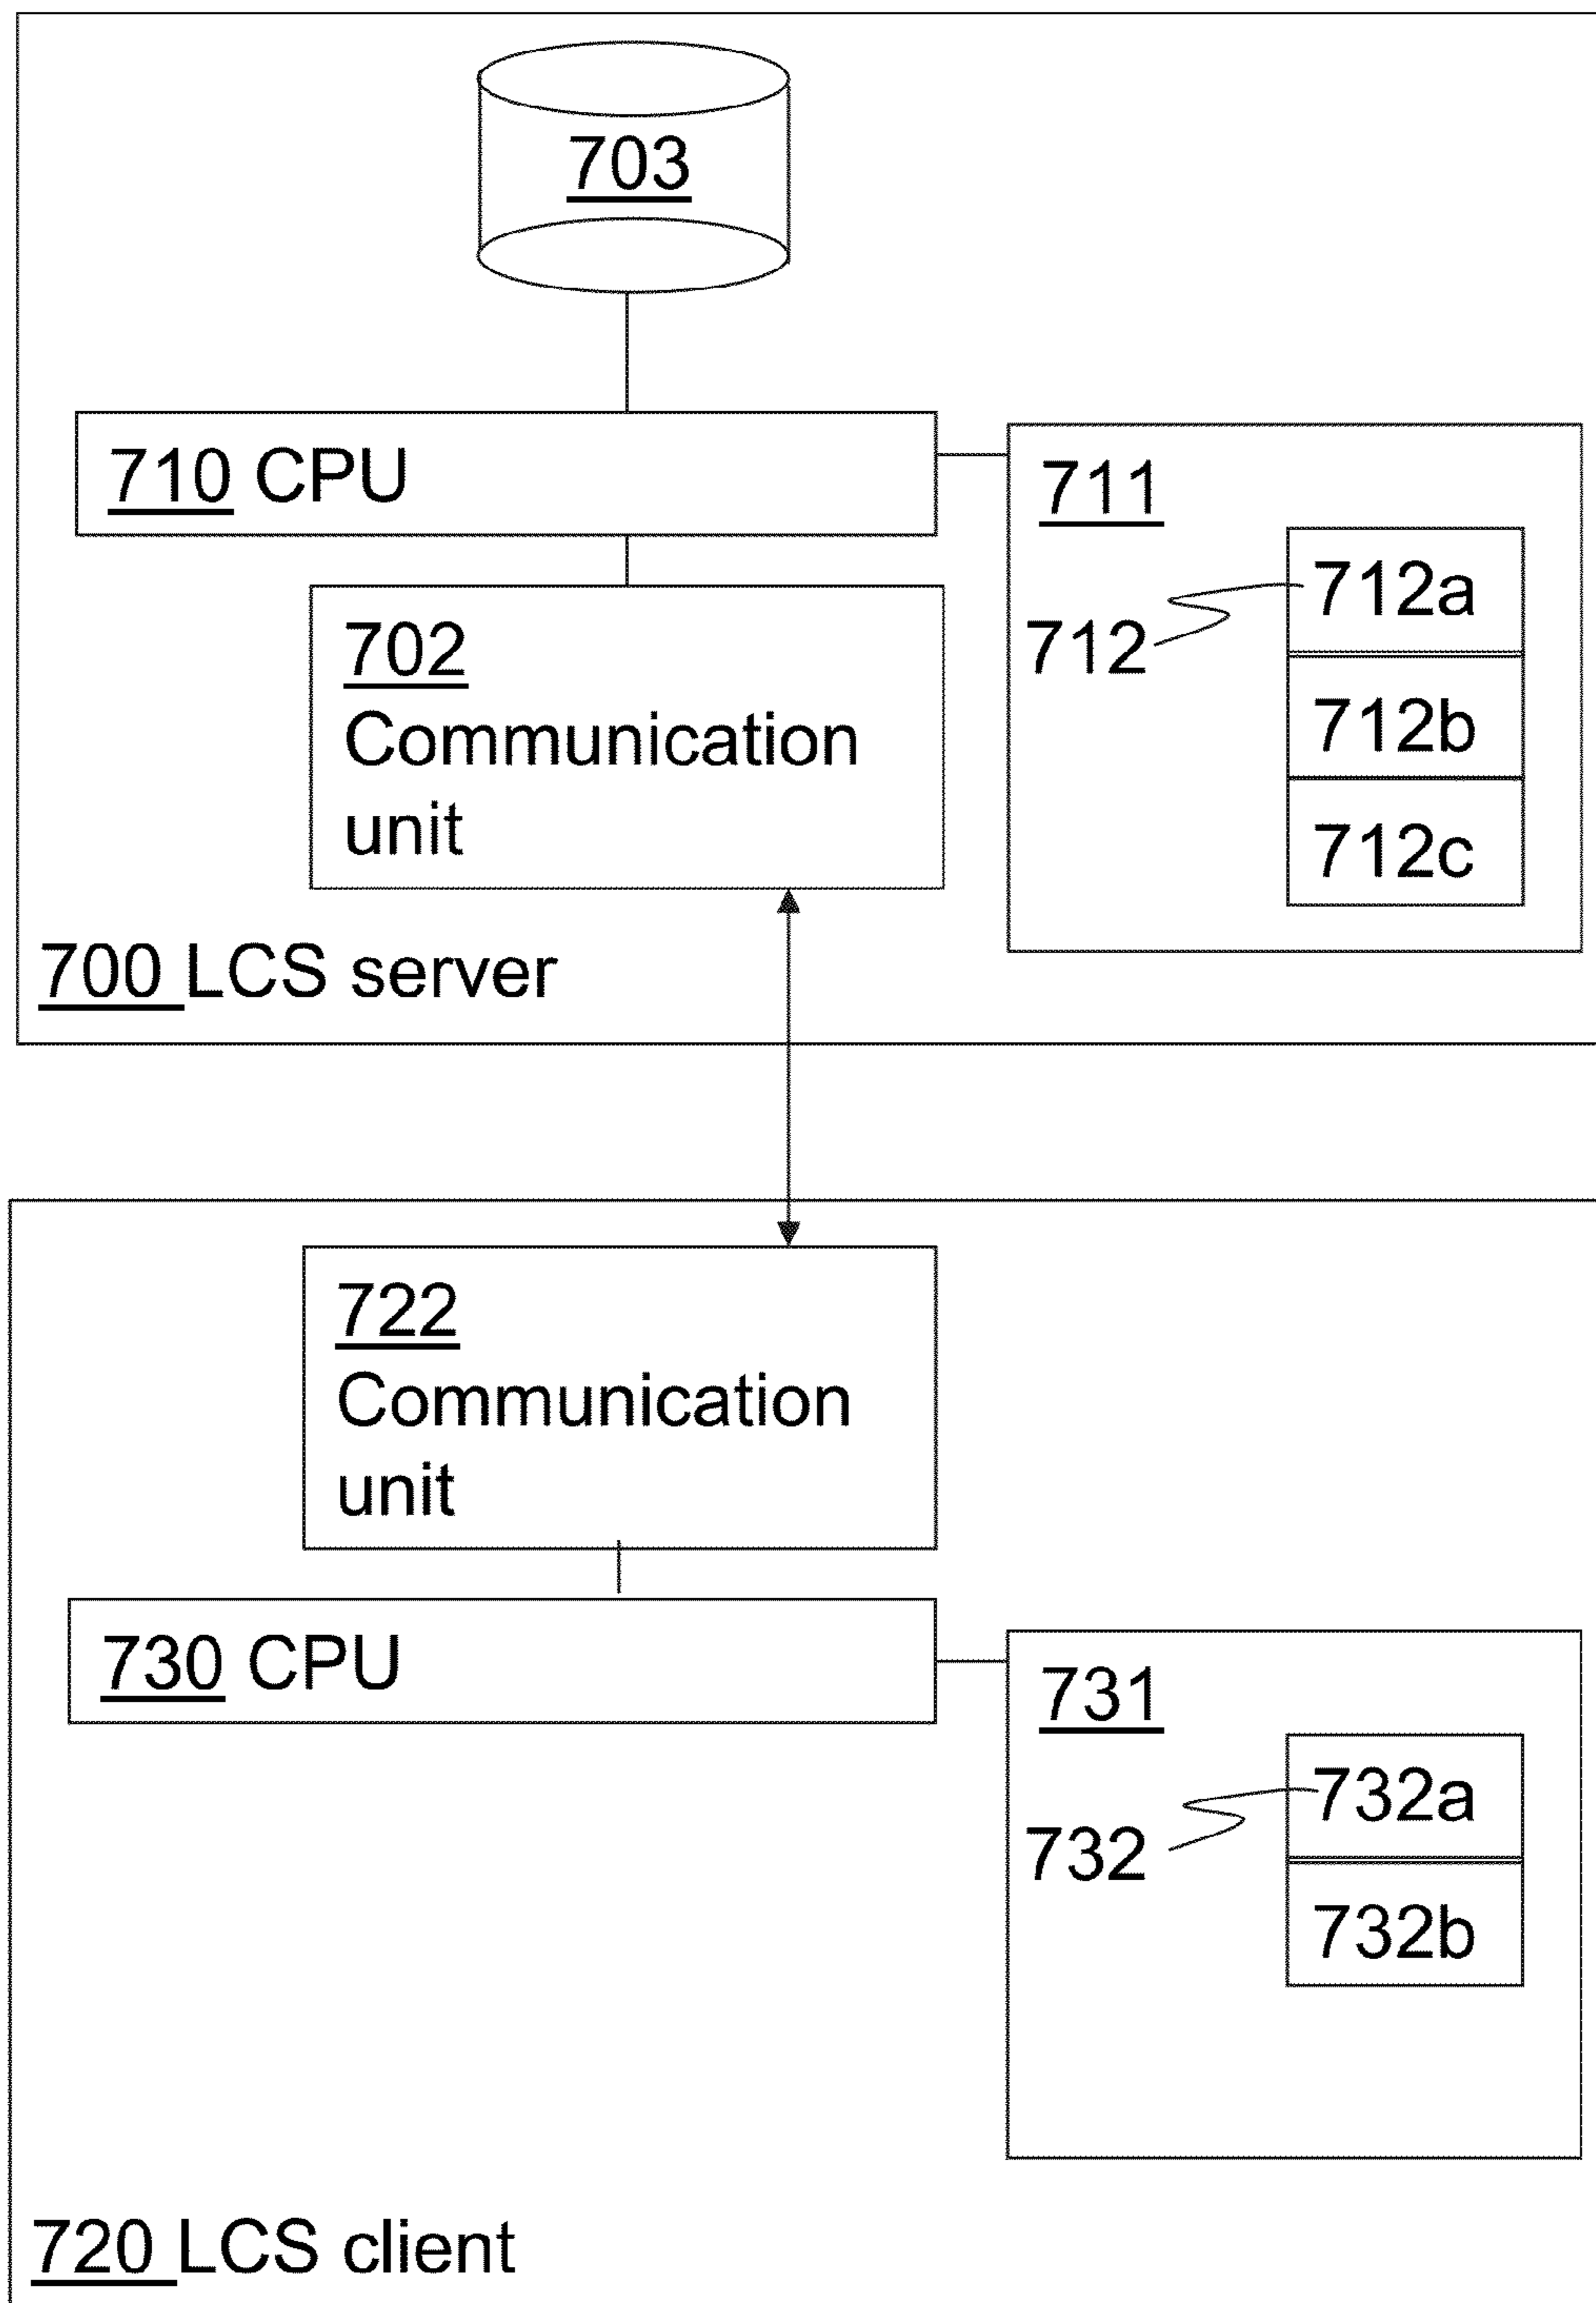 703
710 CPU
711
712a
712
702
Communication
unit
712b
712c
700 LCS server
722
Communication
unit
730 CPU
731
732a
732
732b
720 LCS client